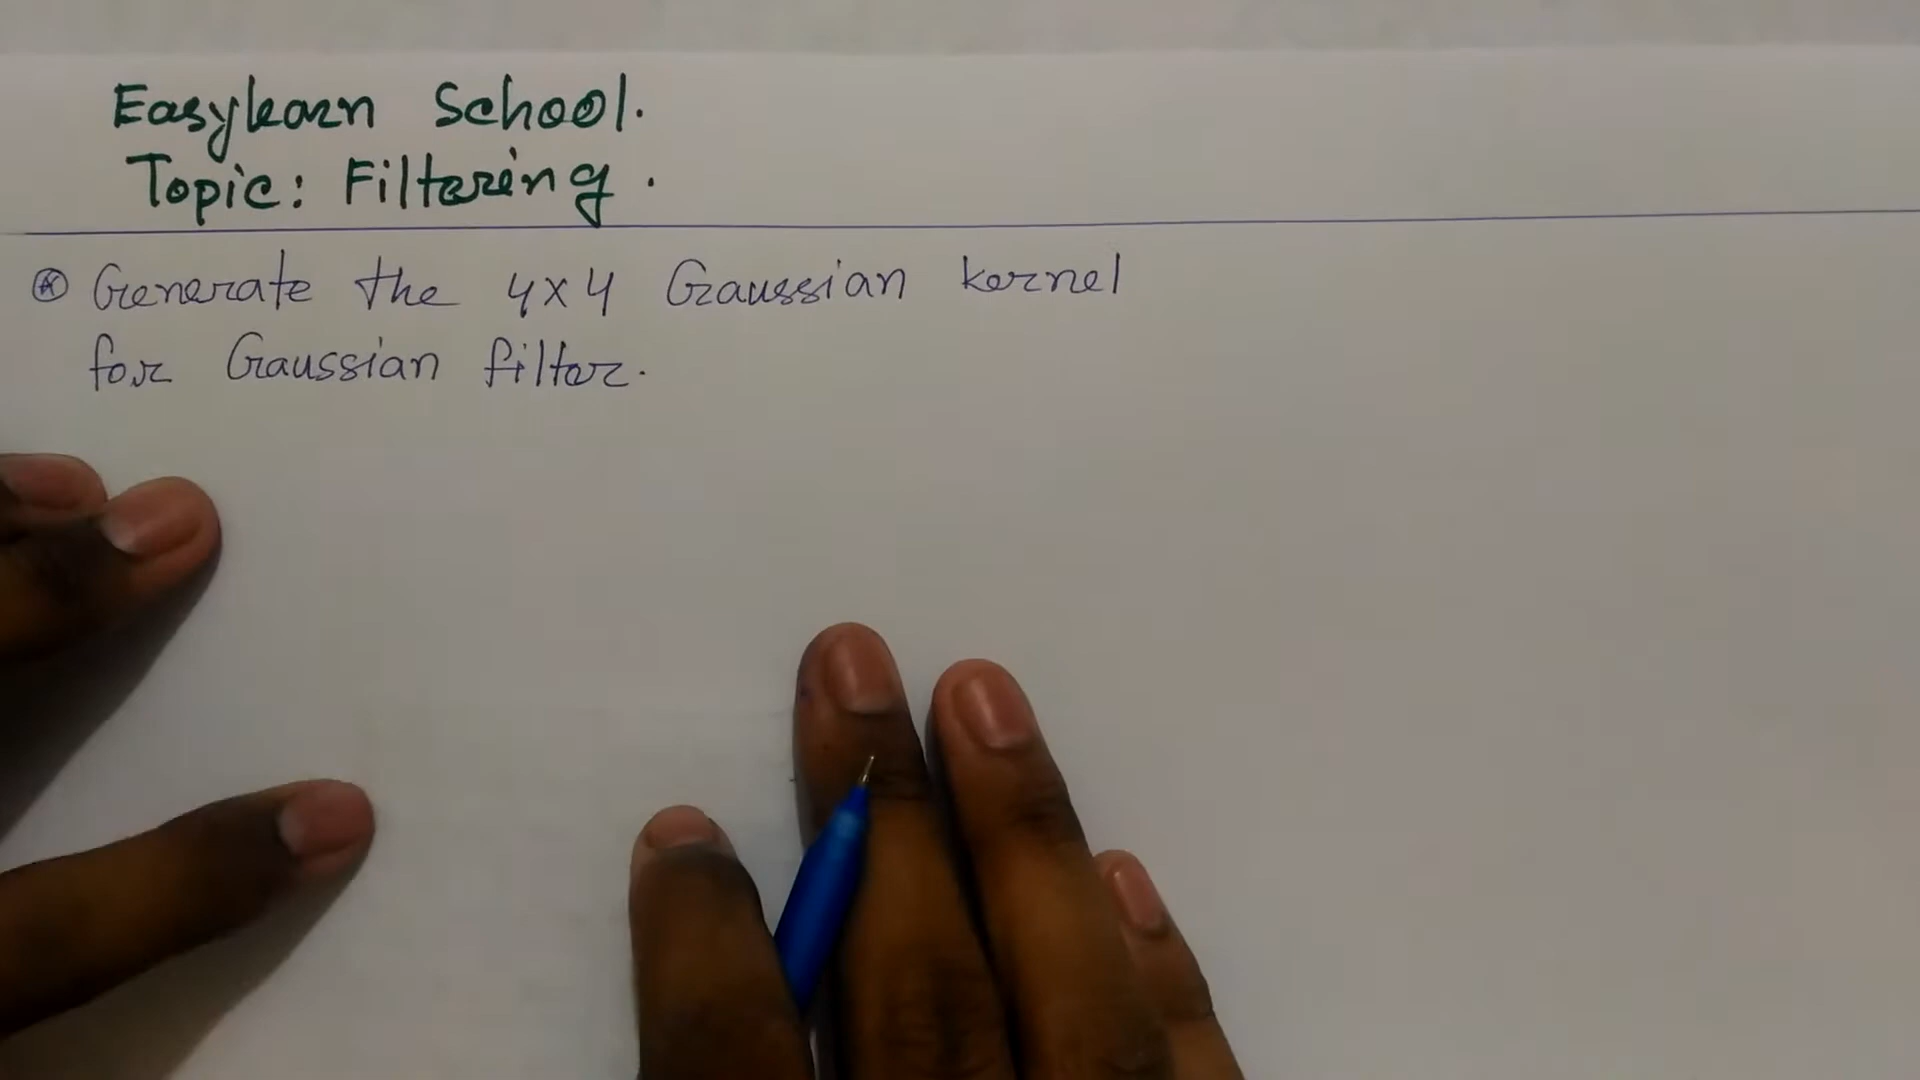 Easylearn School.
Topic: Filtering.
⊛ Generate the 4x4 Gaussian kernel
for Gaussian filter.